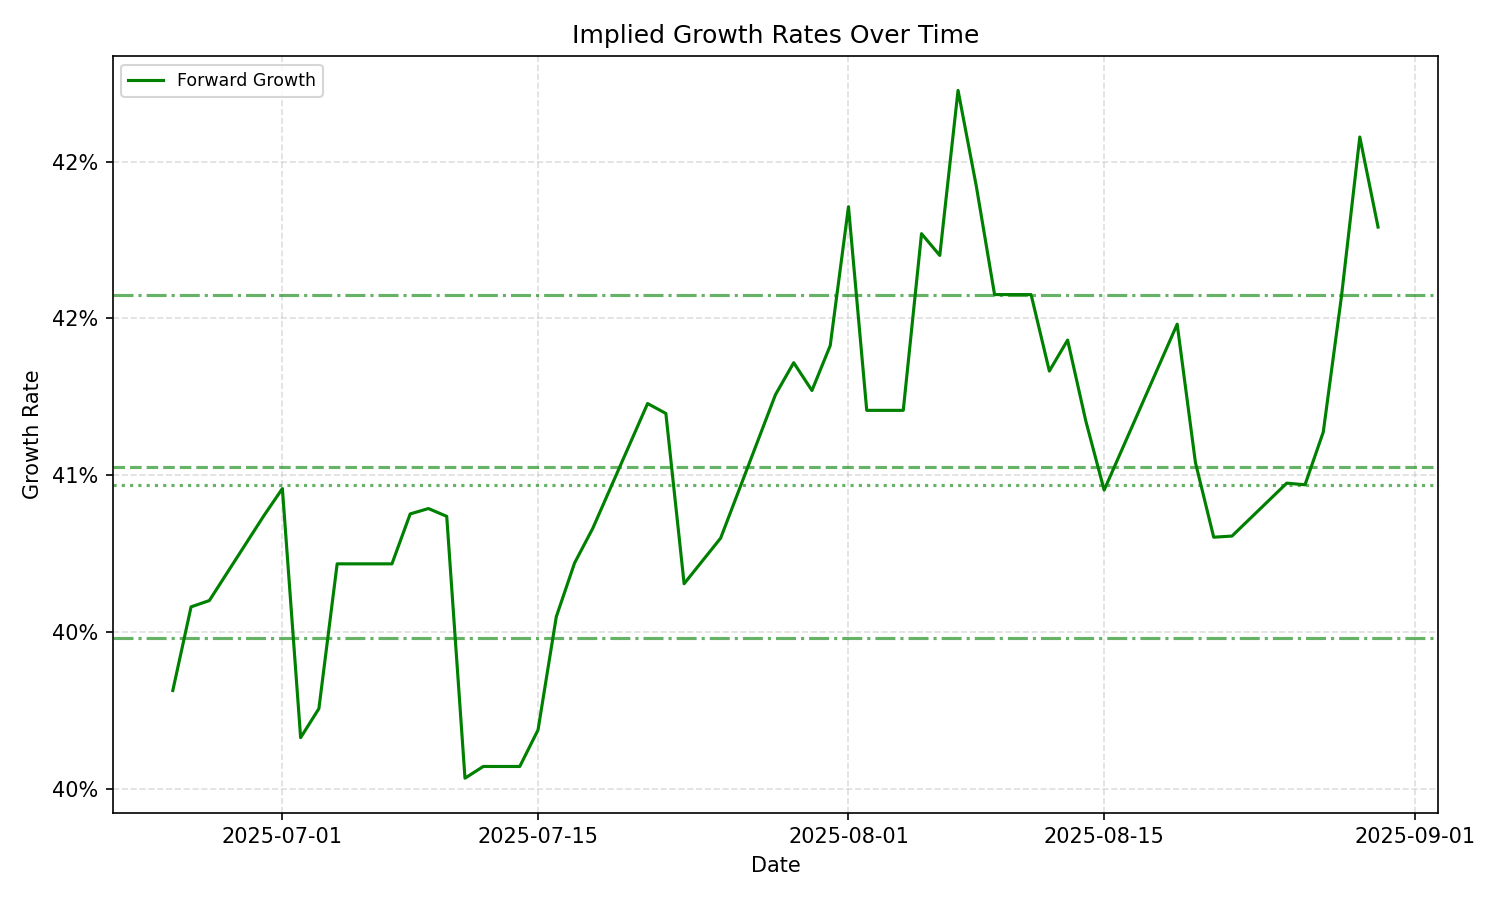 Implied Growth Rates Over Time
Forward Growth
42%
42%
41%
40%
40%
Growth Rate
2025-07-01
2025-07-15
2025-08-01
2025-08-15
2025-09-01
Date